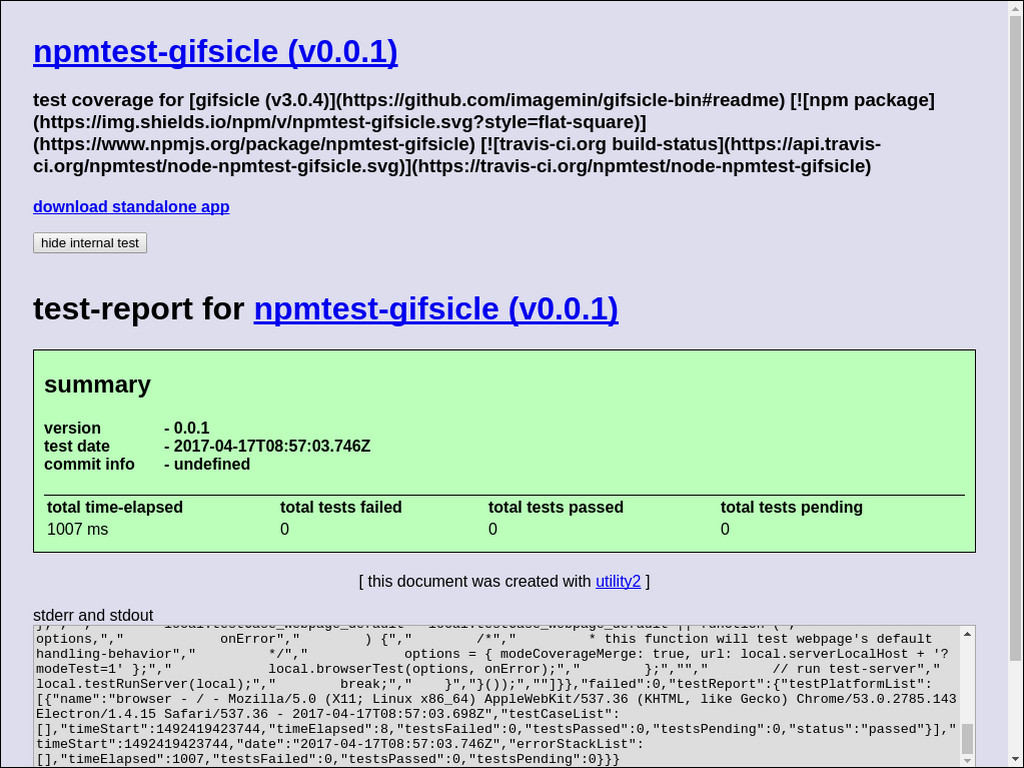 npmtest-gifsicle (v0.0.1)
test coverage for [gifsicle (v3.0.4)](https://github.com/imagemin/gifsicle-bin#readme) [![npm package]
(https://img.shields.io/npm/v/npmtest-gifsicle.svg?style=flat-square)]
(https://www.npmjs.org/package/npmtest-gifsicle) [![travis-ci.org build-status](https://api.travis-
ci.org/npmtest/node-npmtest-gifsicle.svg)](https://travis-ci.org/npmtest/node-npmtest-gifsicle)
download standalone app
hide internal test
test-report for npmtest-gifsicle (v0.0.1)
summary
version - 0.0.1
test date - 2017-04-17T08:57:03.746Z
commit info - undefined
total time-elapsed total tests failed total tests passed total tests pending
1007 ms 0 0 0
[ this document was created with utility2 ]
stderr and stdout
options,"," onError"," ) {"," /*"," * this function will test webpage's default
handling-behavior"," */"," options = { modeCoverageMerge: true, url: local.serverLocalHost + '?
modeTest=1' };"," local.browserTest(options, onError);"," };",""," // run test-server","
local.testRunServer(local);"," break;"," }","}());",""]}},"failed":0,"testReport":{"testPlatformList":
[{"name":"browser - / - Mozilla/5.0 (X11; Linux x86_64) AppleWebKit/537.36 (KHTML, like Gecko) Chrome/53.0.2785.143
Electron/1.4.15 Safari/537.36 - 2017-04-17T08:57:03.698Z","testCaseList":
[],"timeStart":1492419423744,"timeElapsed":8,"testsFailed":0,"testsPassed":0,"testsPending":0,"status":"passed"}],"
timeStart":1492419423744,"date":"2017-04-17T08:57:03.746Z","errorStackList":
[],"timeElapsed":1007,"testsFailed":0,"testsPassed":0,"testsPending":0}}}